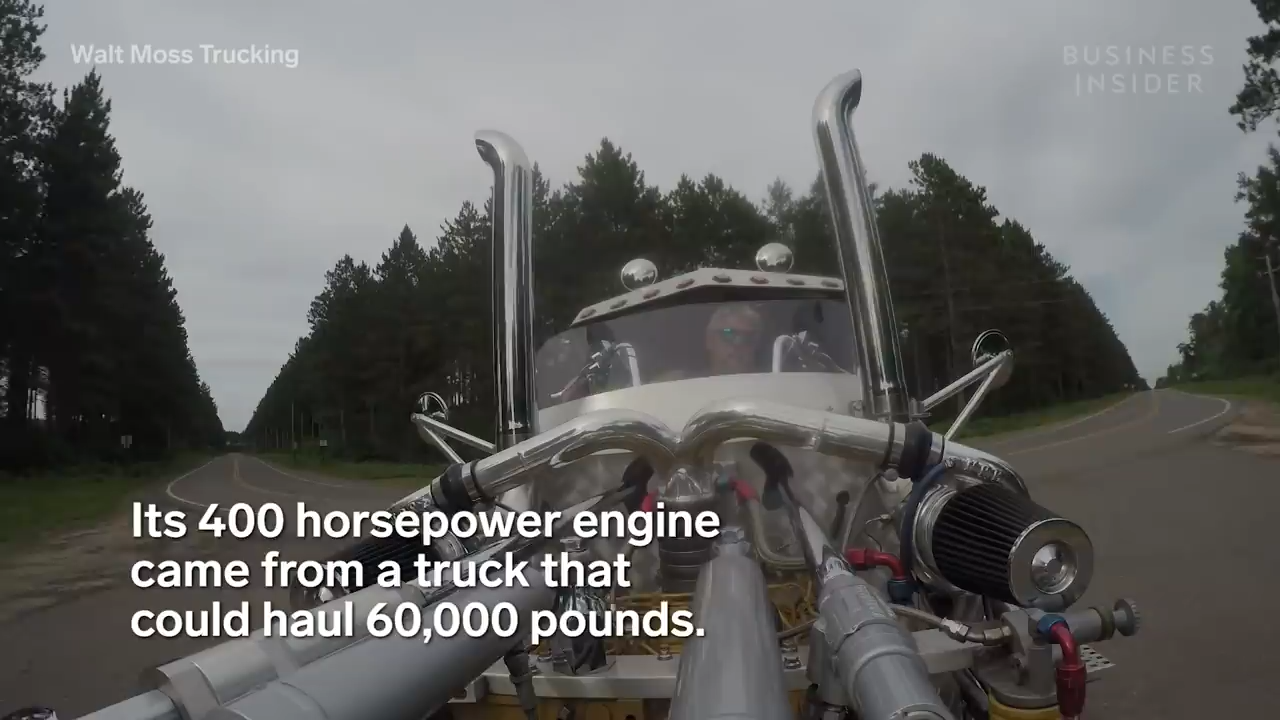 Walt Moss Trucking
BUSINESS
INSIDER
Its 400 horsepower engine
came from a truck that
could haul 60,000 pounds.